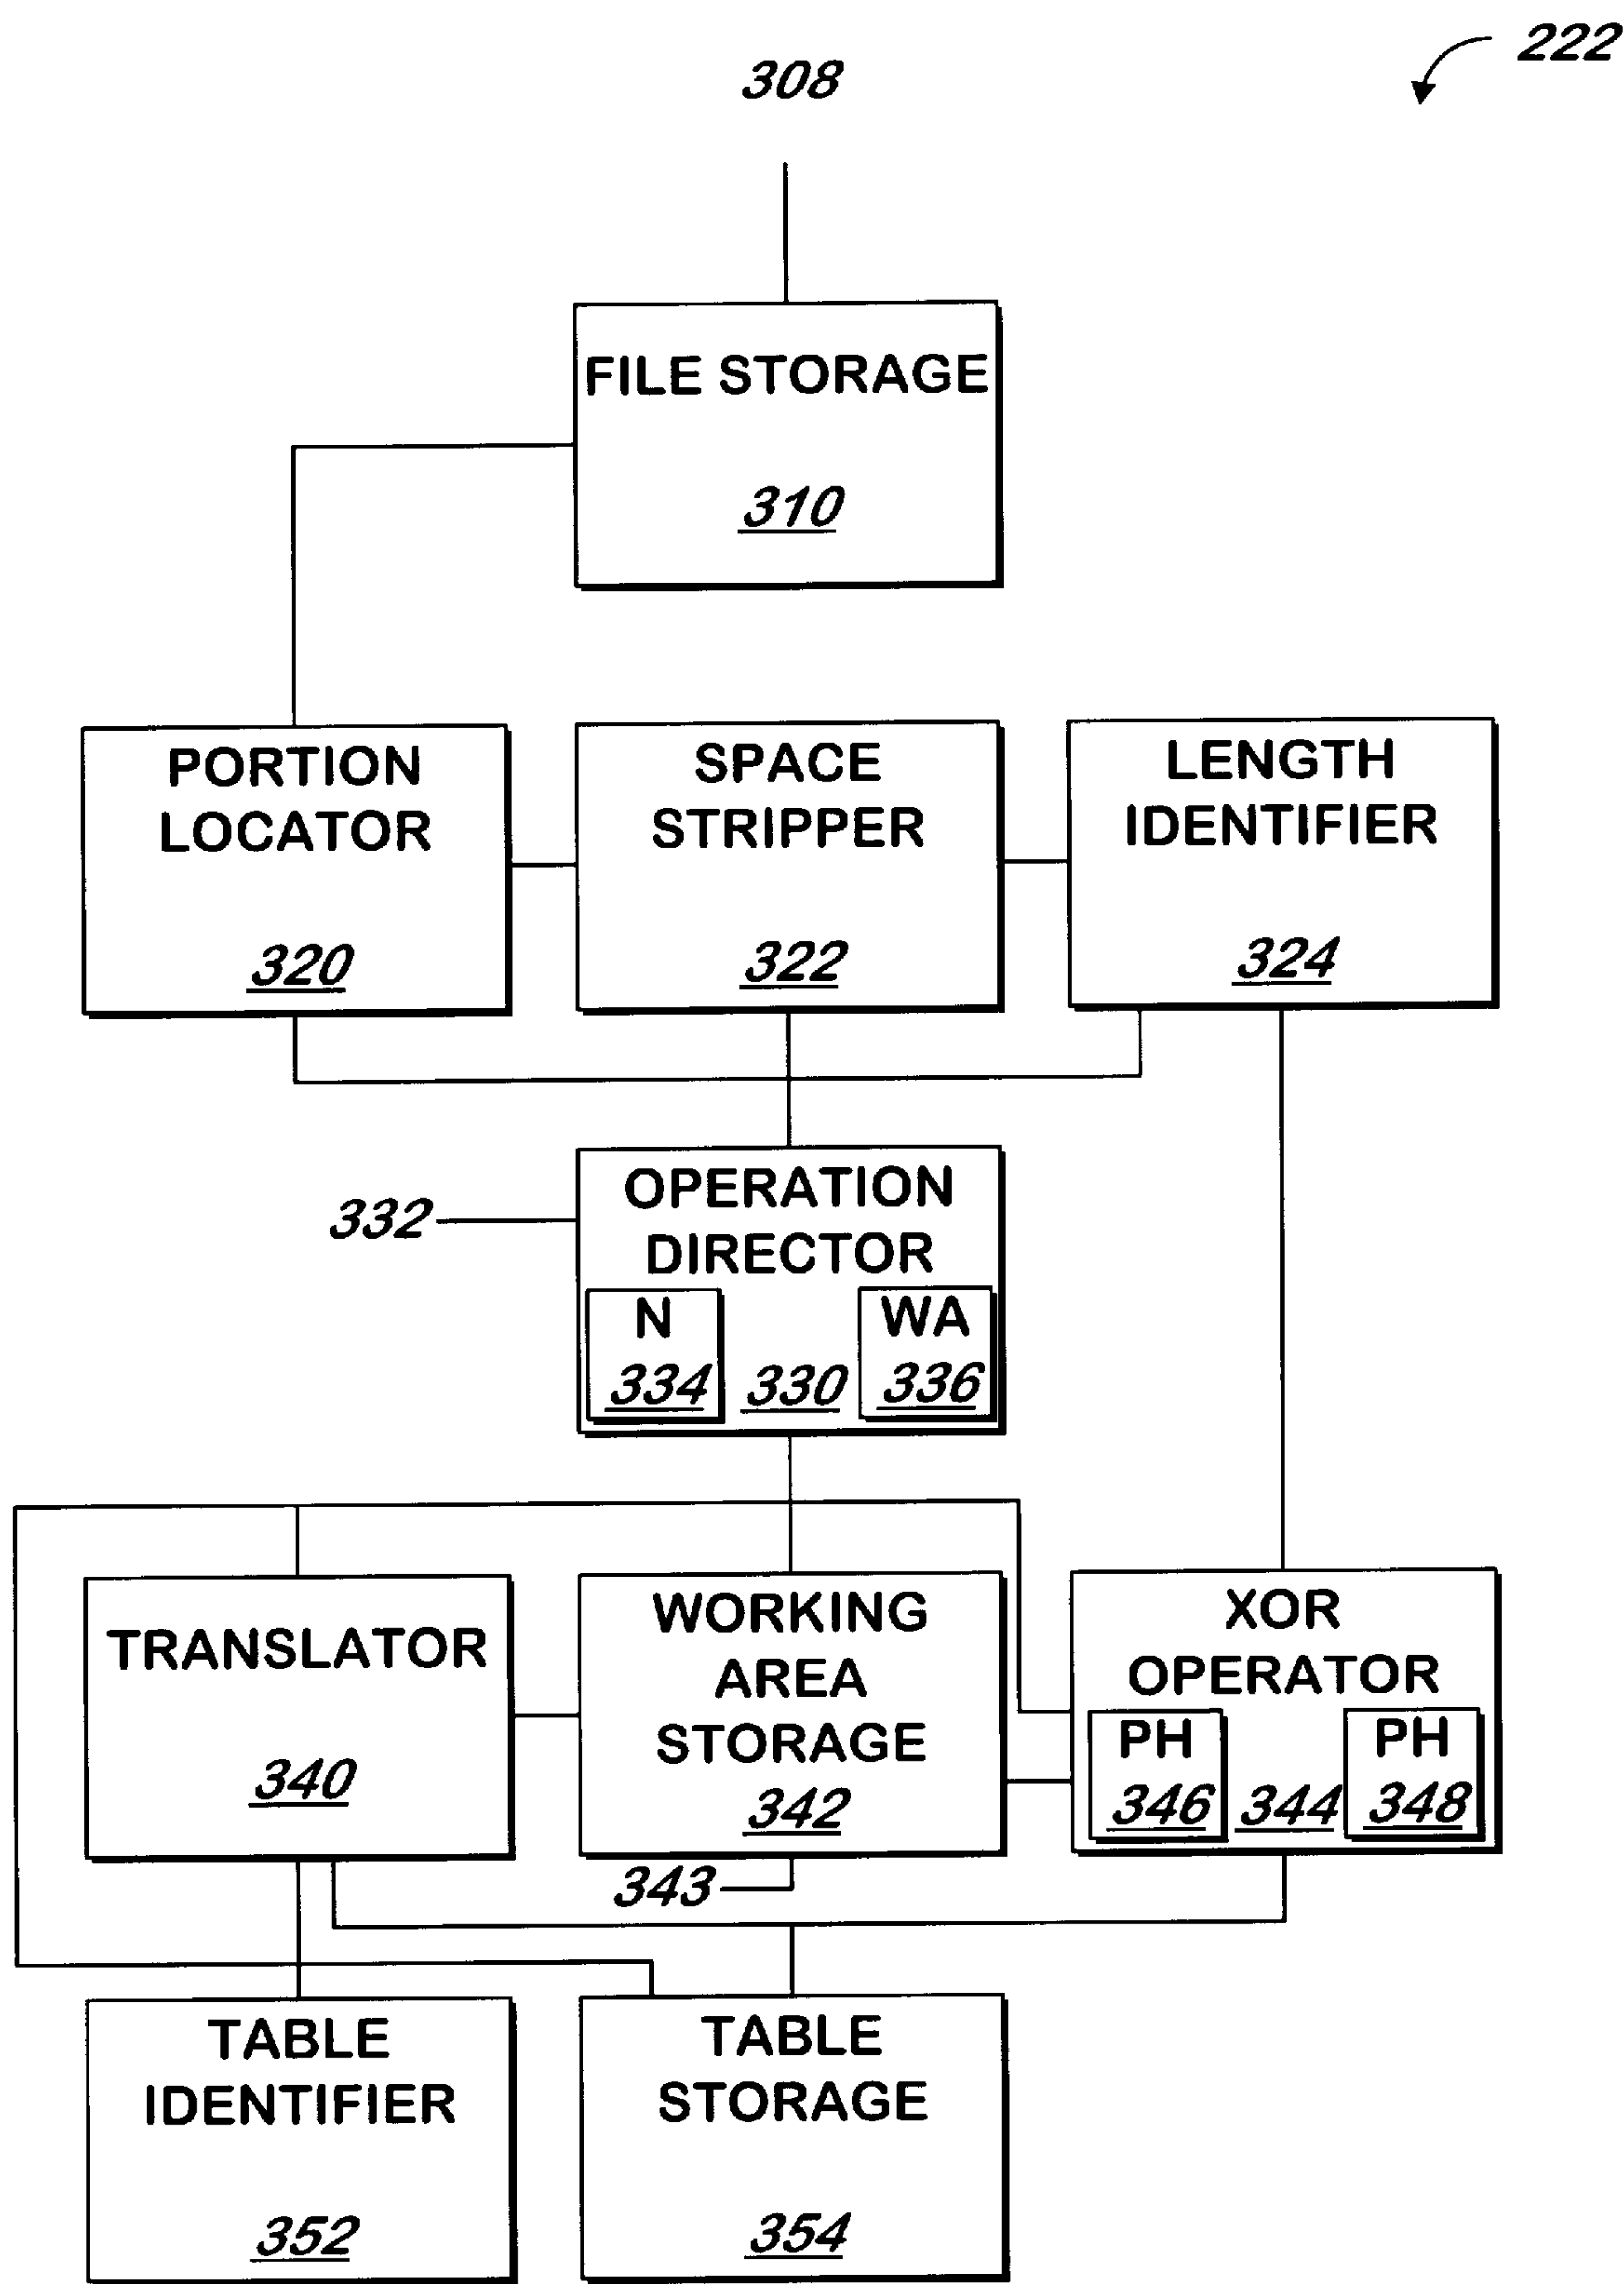 222
308
FILE STORAGE
310
PORTION
LOCATOR
320
SPACE
STRIPPER
322
LENGTH
IDENTIFIER
324
OPERATION
DIRECTOR
332
N
334
330
WA
336
TRANSLATOR
340
WORKING
AREA
STORAGE
342
343
XOR
OPERATOR
PH
346
344
PH
348
TABLE
IDENTIFIER
352
TABLE
STORAGE
354